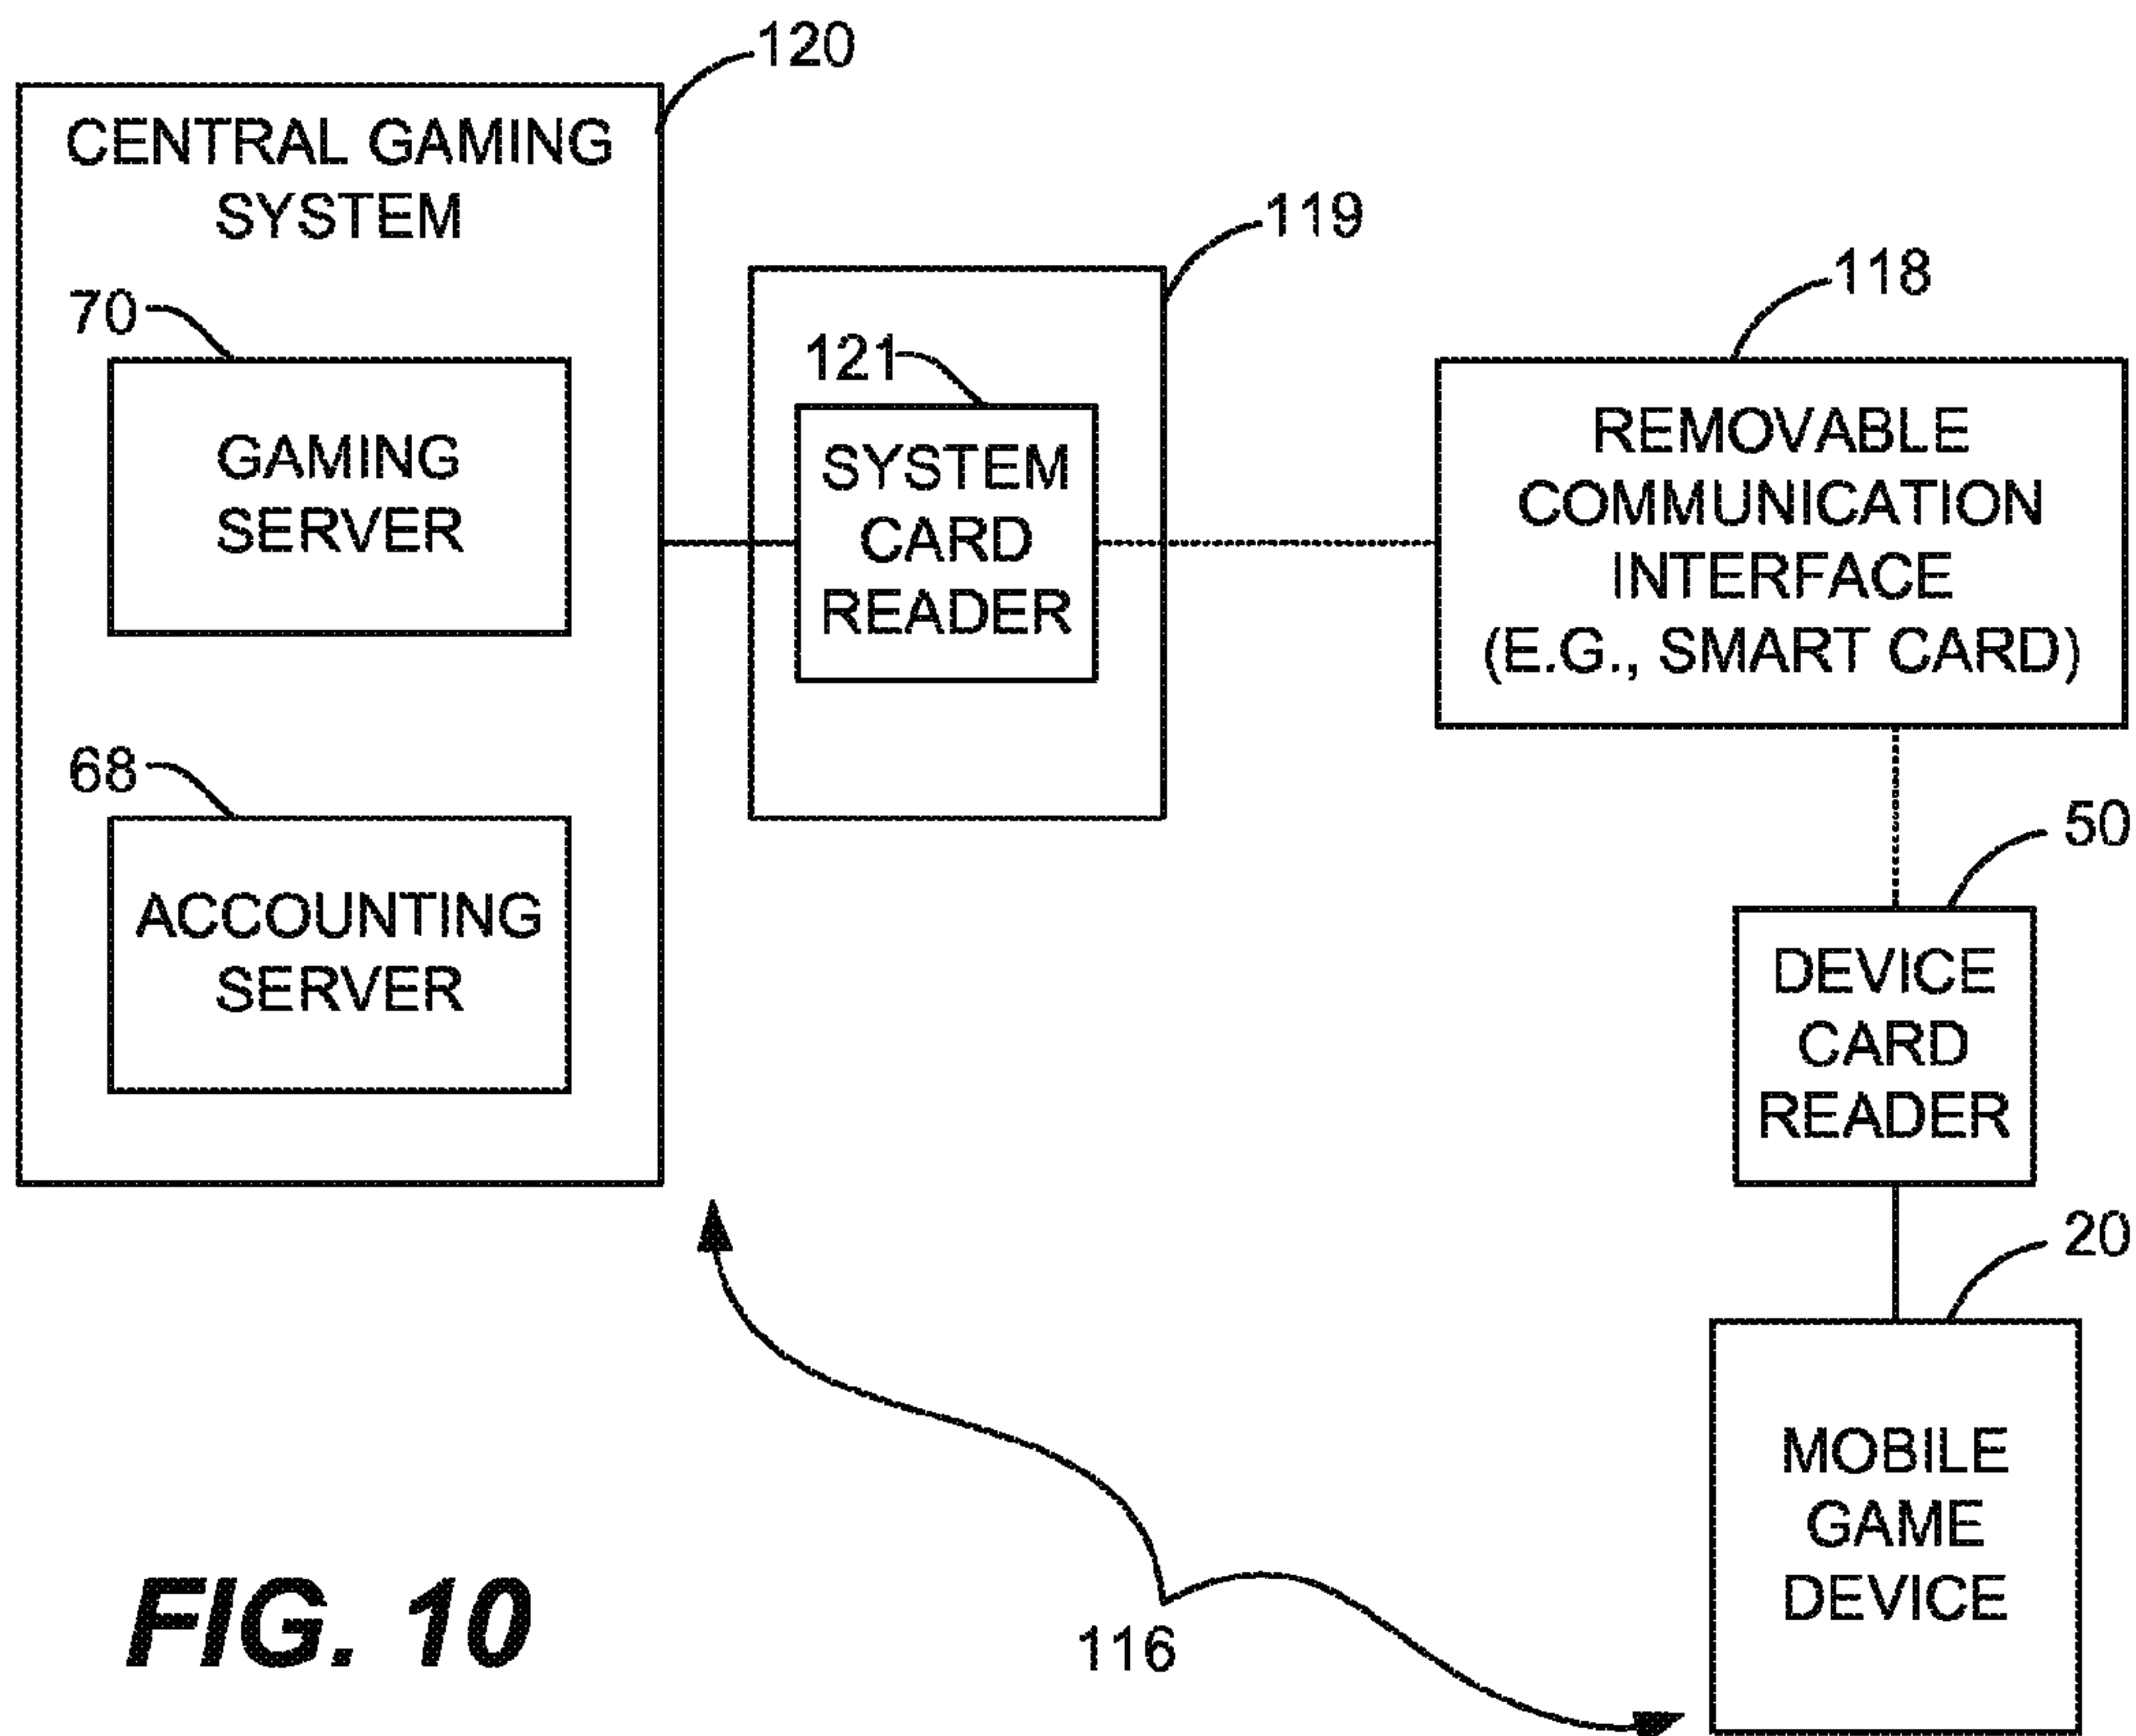 120
CENTRAL GAMING
SYSTEM
119
118
70
121
GAMING
SERVER
SYSTEM
CARD
READER
REMOVABLE
COMMUNICATION
INTERFACE
(E.G., SMART CARD)
68
50
ACCOUNTING
SERVER
DEVICE
CARD
READER
20
MOBILE
GAME
DEVICE
116
FIG. 10